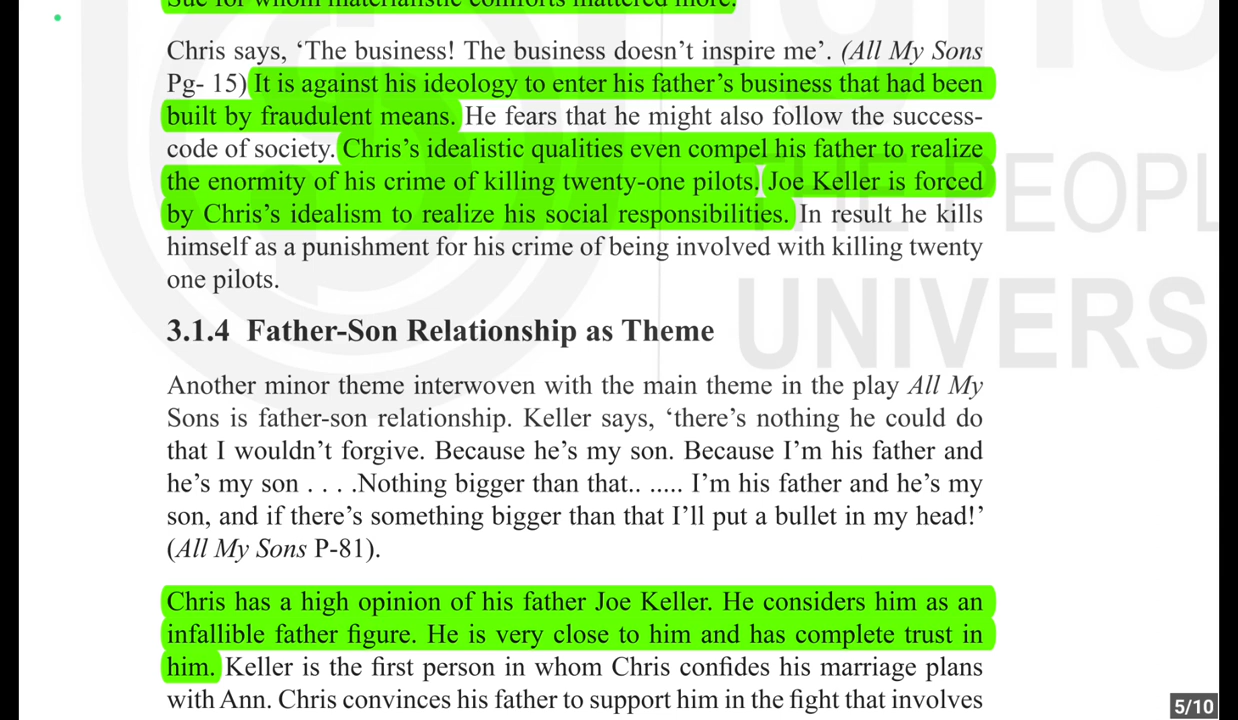 Sue for whom materialistic comforts mattered more.
Chris says, ‘The business! The business doesn’t inspire me’. (All My Sons
Pg- 15) It is against his ideology to enter his father’s business that had been
built by fraudulent means. He fears that he might also follow the success-
code of society. Chris’s idealistic qualities even compel his father to realize
the enormity of his crime of killing twenty-one pilots. Joe Keller is forced
by Chris’s idealism to realize his social responsibilities. In result he kills
himself as a punishment for his crime of being involved with killing twenty
one pilots.
THE PEOPL
UNIVERS
3.1.4 Father-Son Relationship as Theme
Another minor theme interwoven with the main theme in the play All My
Sons is father-son relationship. Keller says, ‘there’s nothing he could do
that I wouldn’t forgive. Because he’s my son. Because I’m his father and
he’s my son . . . .Nothing bigger than that.. ..... I’m his father and he’s my
son, and if there’s something bigger than that I’ll put a bullet in my head!’
(All My Sons P-81).
Chris has a high opinion of his father Joe Keller. He considers him as an
infallible father figure. He is very close to him and has complete trust in
him. Keller is the first person in whom Chris confides his marriage plans
with Ann. Chris convinces his father to support him in the fight that involves
5/10